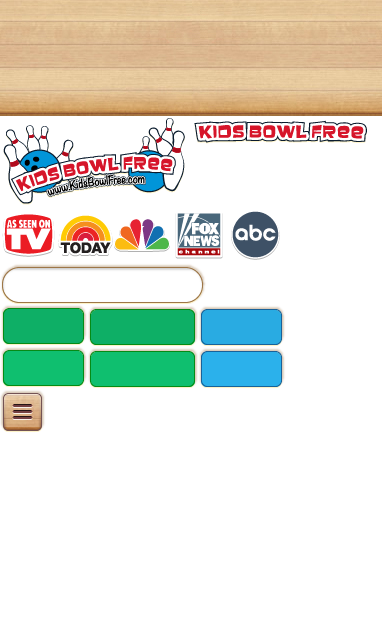 KIDS BOWL FREE
www.KidsBowlFree.com
KIDS BOWL FREE
AS SEEN ON
TV
TODAY
FOX
NEWS
channel
abc